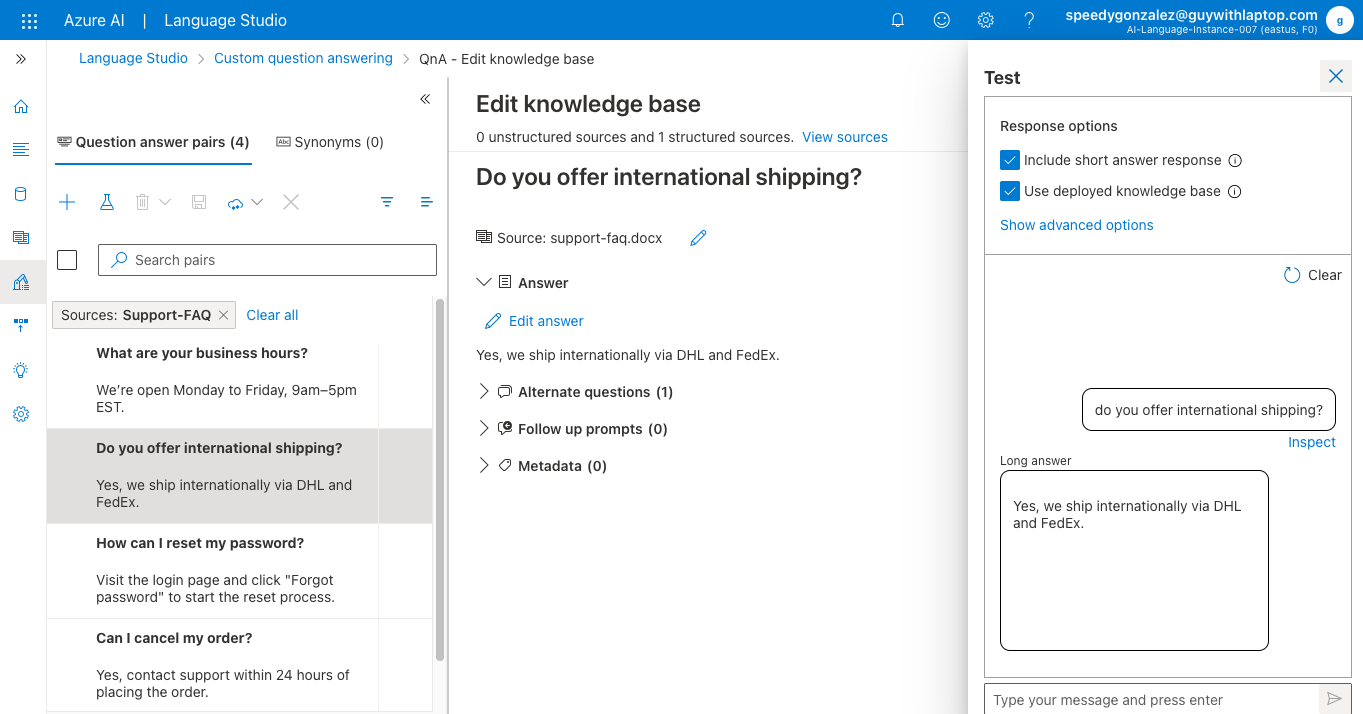 Azure AI | Language Studio
speedygonzalez@guywithlaptop.com
AI-Language-Instance-007 (eastus, F0)
g
Language Studio > Custom question answering > QnA - Edit knowledge base
Question answer pairs (4)
Abc Synonyms (0)
Search pairs
Sources: Support-FAQ
Clear all
What are your business hours?
We’re open Monday to Friday, 9am–5pm
EST.
Do you offer international shipping?
Yes, we ship internationally via DHL and
FedEx.
How can I reset my password?
Visit the login page and click "Forgot
password" to start the reset process.
Can I cancel my order?
Yes, contact support within 24 hours of
placing the order.
Edit knowledge base
0 unstructured sources and 1 structured sources. View sources
Do you offer international shipping?
Source: support-faq.docx
Answer
Edit answer
Yes, we ship internationally via DHL and FedEx.
Alternate questions (1)
Follow up prompts (0)
Metadata (0)
Test
Response options
Include short answer response
Use deployed knowledge base
Show advanced options
Clear
do you offer international shipping?
Inspect
Long answer
Yes, we ship internationally via DHL
and FedEx.
Type your message and press enter